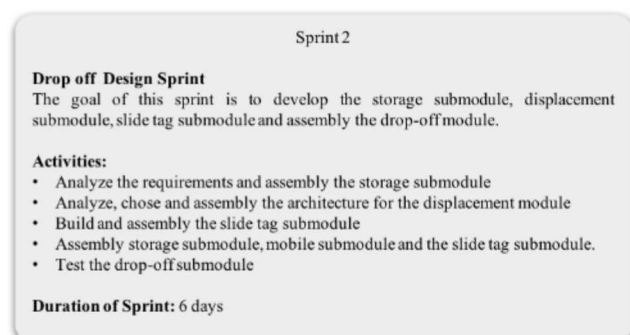 Sprint 2
Drop off Design Sprint
The goal of this sprint is to develop the storage submodule, displacement
submodule, slide tag submodule and assembly the drop-off module.
Activities:
• Analyze the requirements and assembly the storage submodule
• Analyze, chose and assembly the architecture for the displacement module
• Build and assembly the slide tag submodule
• Assembly storage submodule, mobile submodule and the slide tag submodule.
• Test the drop-off submodule
Duration of Sprint: 6 days